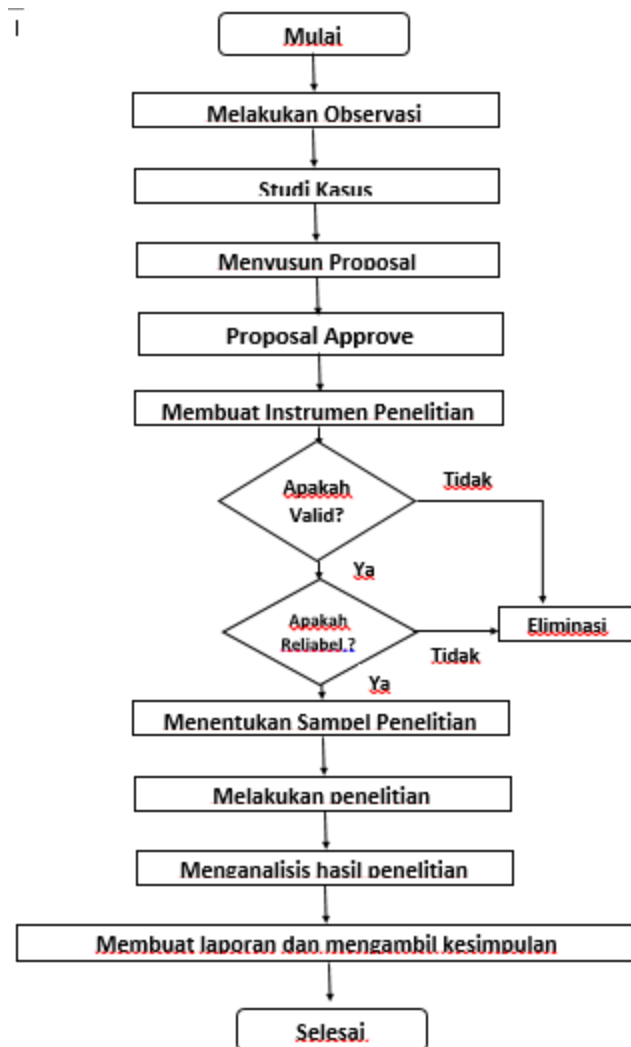 Mulai
Melakukan Observasi
Studi Kasus
Menyusun Proposal
Proposal Approve
Membuat Instrumen Penelitian
Apakah
Valid?
Tidak
Ya
Apakah
Reliabel.?
Tidak
Eliminasi
Ya
Menentukan Sampel Penelitian
Melakukan penelitian
Menganalisis hasil penelitian
Membuat laporan dan mengambil kesimpulan
Selesai